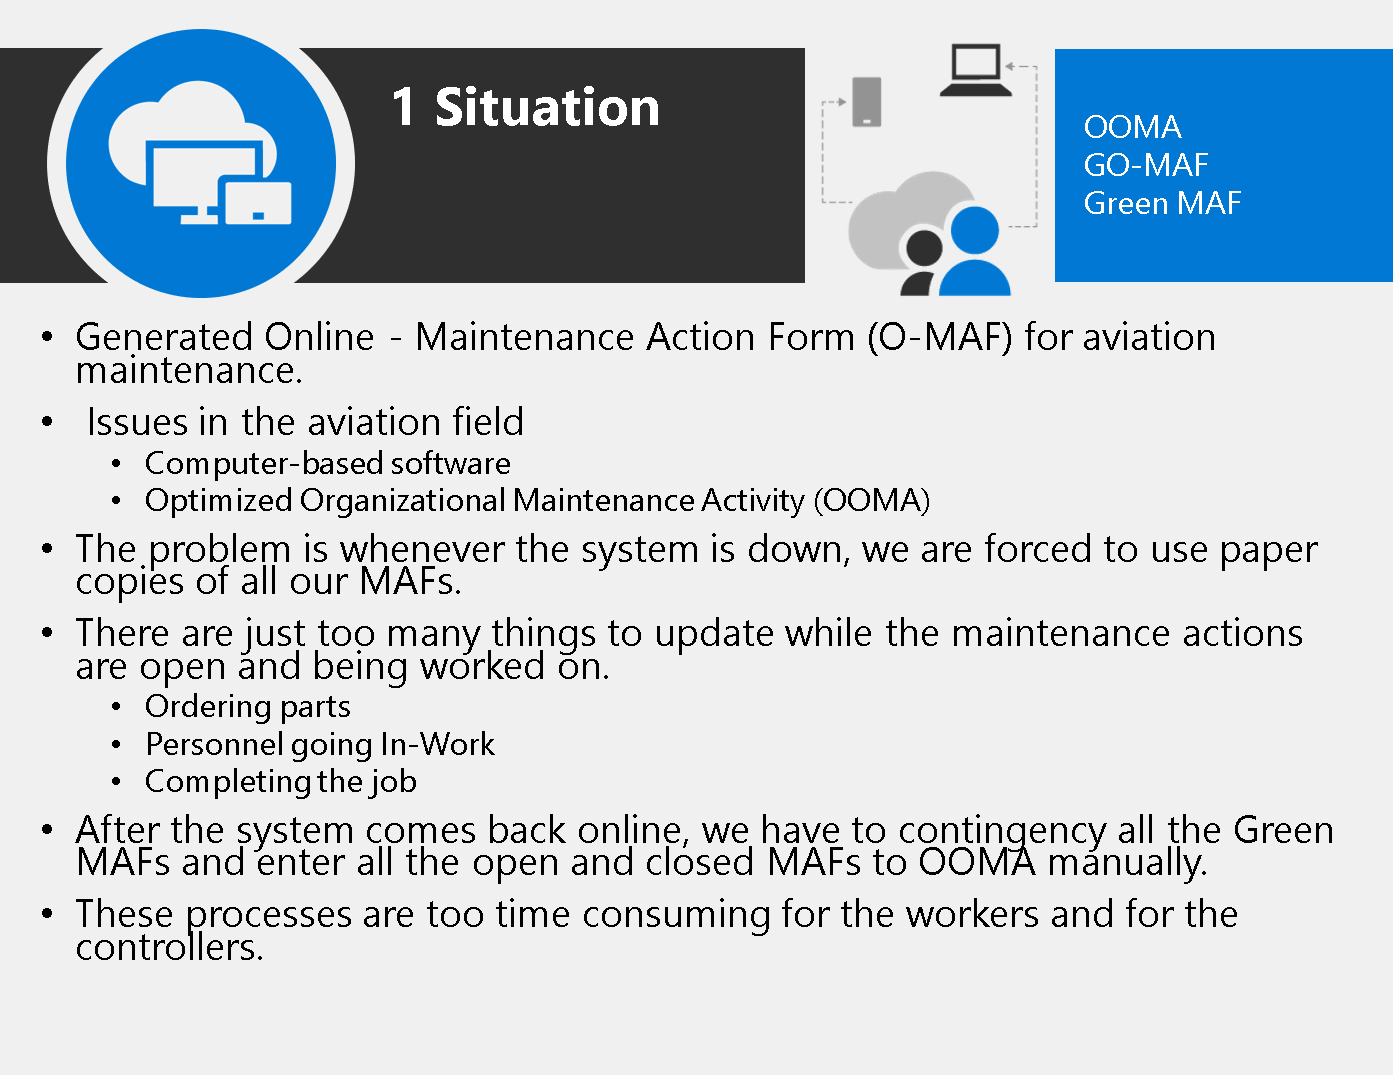 1 Situation
OOMA
GO-MAF
Green MAF
• Generated Online - Maintenance Action Form (O-MAF) for aviation
maintenance.
• Issues in the aviation field
• Computer-based software
• Optimized Organizational Maintenance Activity (OOMA)
• The problem is whenever the system is down, we are forced to use paper
copies of all our MAFs.
• There are just too many things to update while the maintenance actions
are open and being worked on.
• Ordering parts
• Personnel going In-Work
• Completing the job
• After the system comes back online, we have to contingency all the Green
MAFs and enter all the open and closed MAFs to OOMA manually.
• These processes are too time consuming for the workers and for the
controllers.